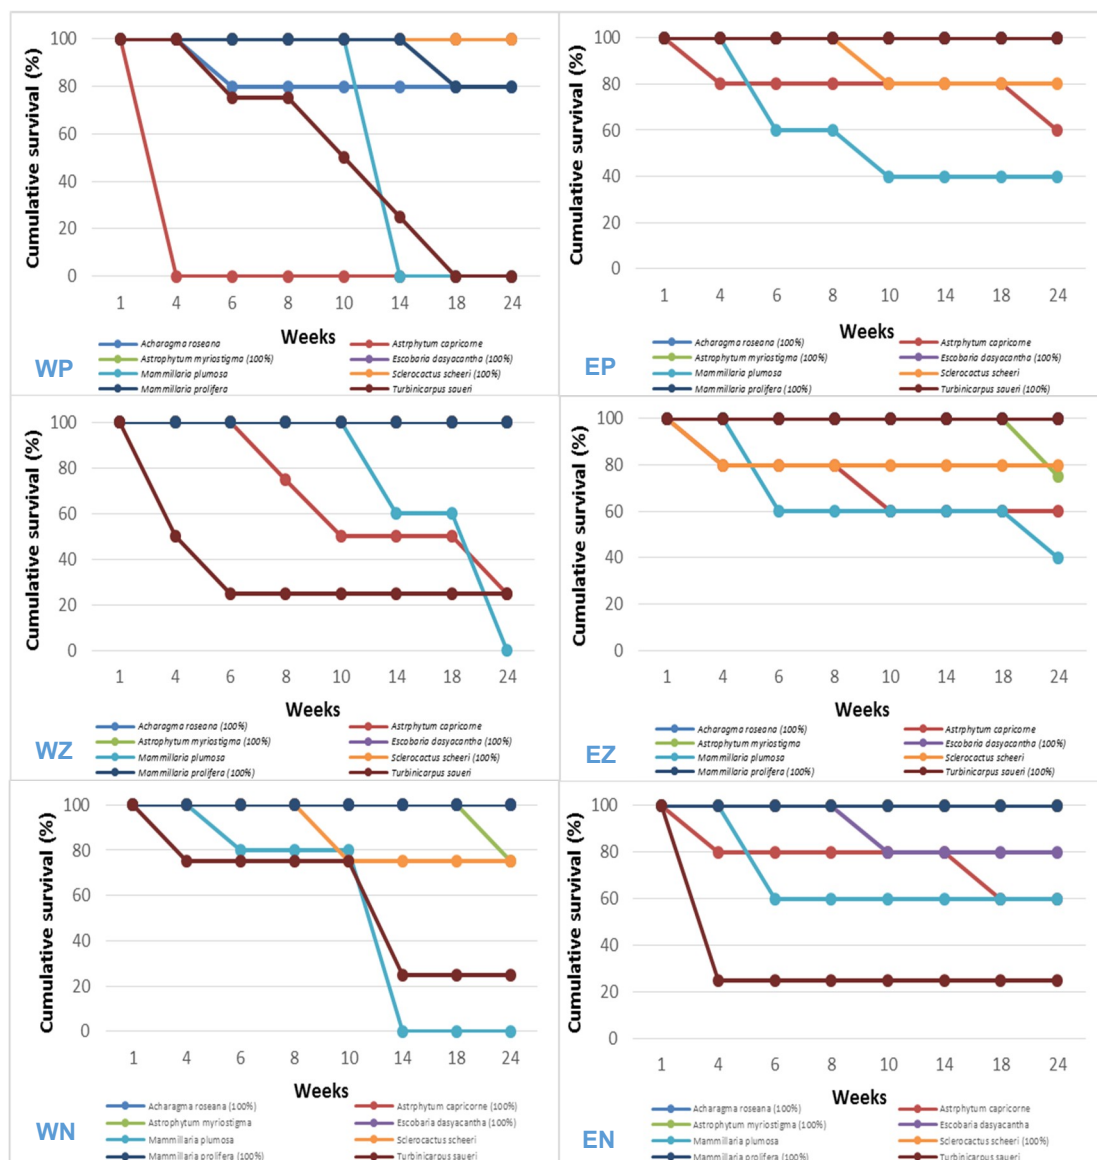 Cumulative survival (%)
100
80
60
40
20
0
1 4 6 8 10 14 18 24
Weeks
WP
Acharagma roseana
Astrphytum capricorne
Astrophytum myriostigma (100%)
Escobaria dasyacantha (100%)
Mammillaria plumosa
Sclerocactus scheeri (100%)
Mammillaria prolifera
Turbinicarpus saueri
Cumulative survival (%)
100
80
60
40
20
0
1 4 6 8 10 14 18 24
Weeks
EP
Acharagma roseana (100%)
Astrphytum capricorne
Astrophytum myriostigma (100%)
Escobaria dasyacantha (100%)
Mammillaria plumosa
Sclerocactus scheeri
Mammillaria prolifera (100%)
Turbinicarpus saueri (100%)
Cumulative survival (%)
100
80
60
40
20
0
1 4 6 8 10 14 18 24
Weeks
WZ
Acharagma roseana (100%)
Astrphytum capricorne
Astrophytum myriostigma (100%)
Escobaria dasyacantha (100%)
Mammillaria plumosa
Sclerocactus scheeri (100%)
Mammillaria prolifera (100%)
Turbinicarpus saueri
Cumulative survival (%)
100
80
60
40
20
0
1 4 6 8 10 14 18 24
Weeks
EZ
Acharagma roseana (100%)
Astrphytum capricorne
Astrophytum myriostigma
Escobaria dasyacantha (100%)
Mammillaria plumosa
Sclerocactus scheeri
Mammillaria prolifera (100%)
Turbinicarpus saueri (100%)
Cumulative survival (%)
100
80
60
40
20
0
1 4 6 8 10 14 18 24
Weeks
WN
Acharagma roseana (100%)
Astrphytum capricorne (100%)
Astrophytum myriostigma
Escobaria dasyacantha (100%)
Mammillaria plumosa
Sclerocactus scheeri
Mammillaria prolifera (100%)
Turbinicarpus saueri
Cumulative survival (%)
100
80
60
40
20
0
1 4 6 8 10 14 18 24
Weeks
EN
Acharagma roseana (100%)
Astrphytum capricorne
Astrophytum myriostigma (100%)
Escobaria dasyacantha
Mammillaria plumosa
Sclerocactus scheeri (100%)
Mammillaria prolifera (100%)
Turbinicarpus saueri